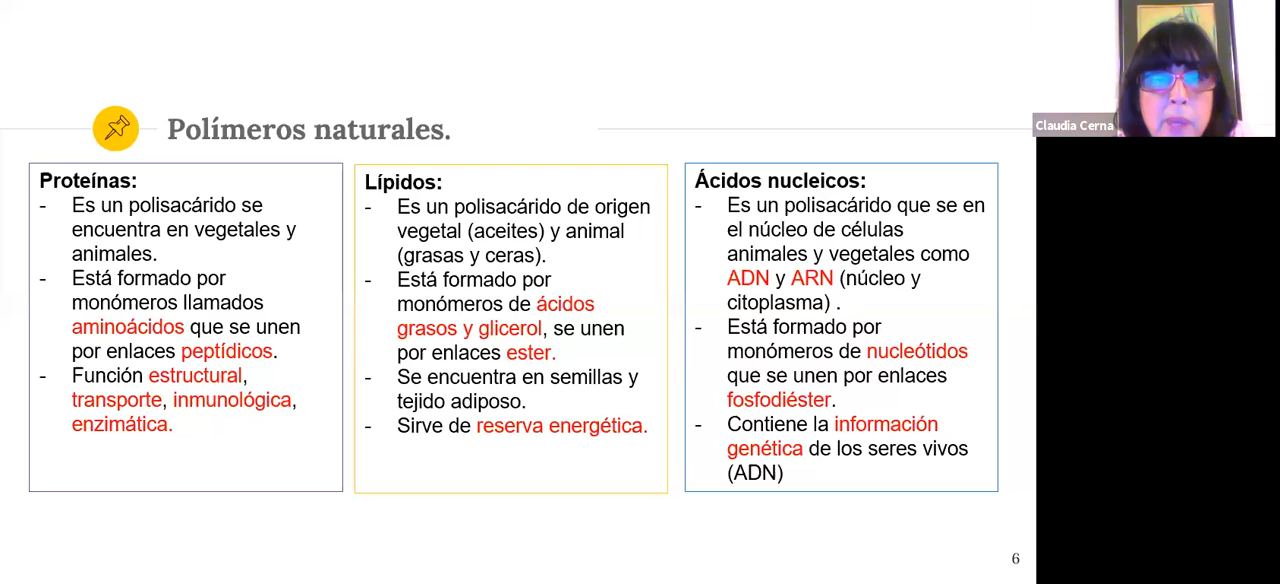 Polímeros naturales.
Claudia Cerna
Proteínas:
- Es un polisacárido se
encuentra en vegetales y
animales.
- Está formado por
monómeros llamados
aminoácidos que se unen
por enlaces peptídicos.
- Función estructural,
transporte, inmunológica,
enzimática.
Lípidos:
- Es un polisacárido de origen
vegetal (aceites) y animal
(grasas y ceras).
- Está formado por
monómeros de ácidos
grasos y glicerol, se unen
por enlaces ester.
- Se encuentra en semillas y
tejido adiposo.
- Sirve de reserva energética.
Ácidos nucleicos:
- Es un polisacárido que se en
el núcleo de células
animales y vegetales como
ADN y ARN (núcleo y
citoplasma) .
- Está formado por
monómeros de nucleótidos
que se unen por enlaces
fosfodiéster.
- Contiene la información
genética de los seres vivos
(ADN)
6